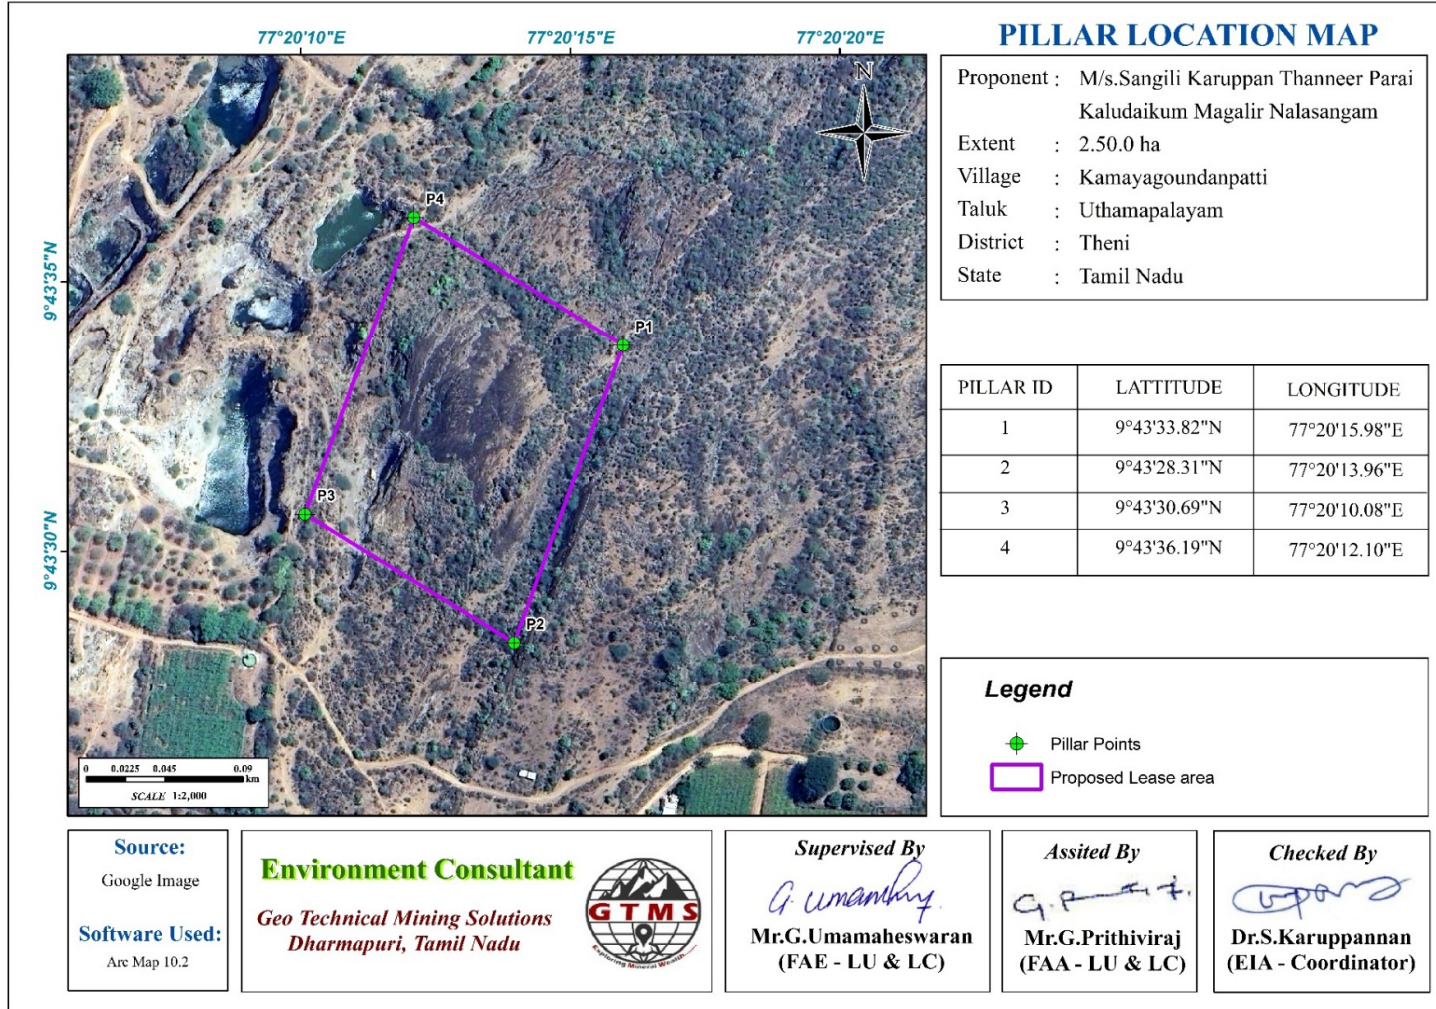 PILLAR LOCATION MAP
77°20'10"E 77°20'15"E 77°20'20"E
9°43'35"N
9°43'30"N
N
P4
P1
P3
P2
0 0.0225 0.045 0.09
km
SCALE 1:2,000
Proponent : M/s.Sangili Karuppan Thanneer Parai
Kaludaikum Magalir Nalasangam
Extent : 2.50.0 ha
Village : Kamayagoundanpatti
Taluk : Uthamapalayam
District : Theni
State : Tamil Nadu
PILLAR ID LATTITUDE LONGITUDE
1 9°43'33.82"N 77°20'15.98"E
2 9°43'28.31"N 77°20'13.96"E
3 9°43'30.69"N 77°20'10.08"E
4 9°43'36.19"N 77°20'12.10"E
Legend
Pillar Points
Proposed Lease area
Source:
Google Image
Software Used:
Arc Map 10.2
Environment Consultant
Geo Technical Mining Solutions
Dharmapuri, Tamil Nadu
GTMS
Exploring Mineral Wealth......
Supervised By
G. Umamhny.
Mr.G.Umamaheswaran
(FAE - LU & LC)
Assited By
Mr.G.Prithiviraj
(FAA - LU & LC)
Checked By
Dr.S.Karuppannan
(EIA - Coordinator)